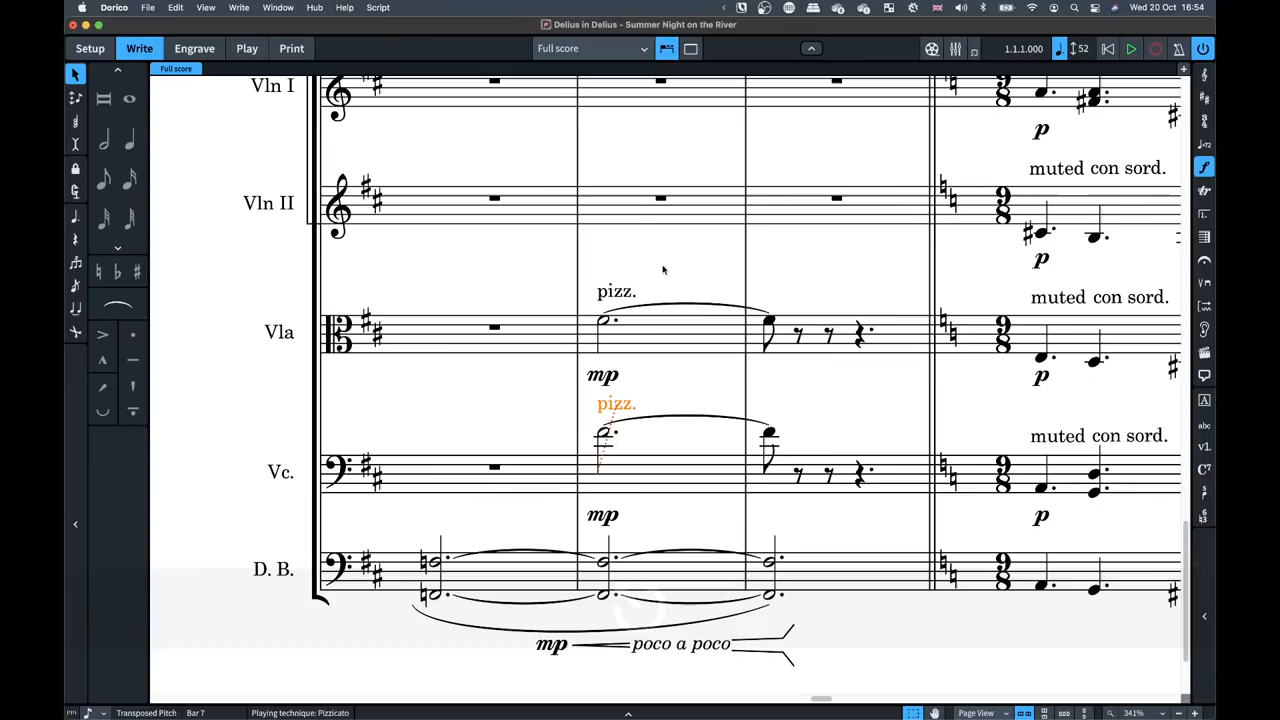 Dorico File Edit View Write Window Hub Help Script
Wed 20 Oct 16:54
Delius in Delius - Summer Night on the River
Setup Write Engrave Play Print
Full score
1.1.1.000
52
Full score
Vln I
p
muted con sord.
Vln II
p
pizz.
muted con sord.
Vla
mp
p
pizz.
muted con sord.
Vc.
mp
p
D. B.
mp poco a poco
Transposed Pitch Bar 7 Playing technique: Pizzicato
Page View 341%